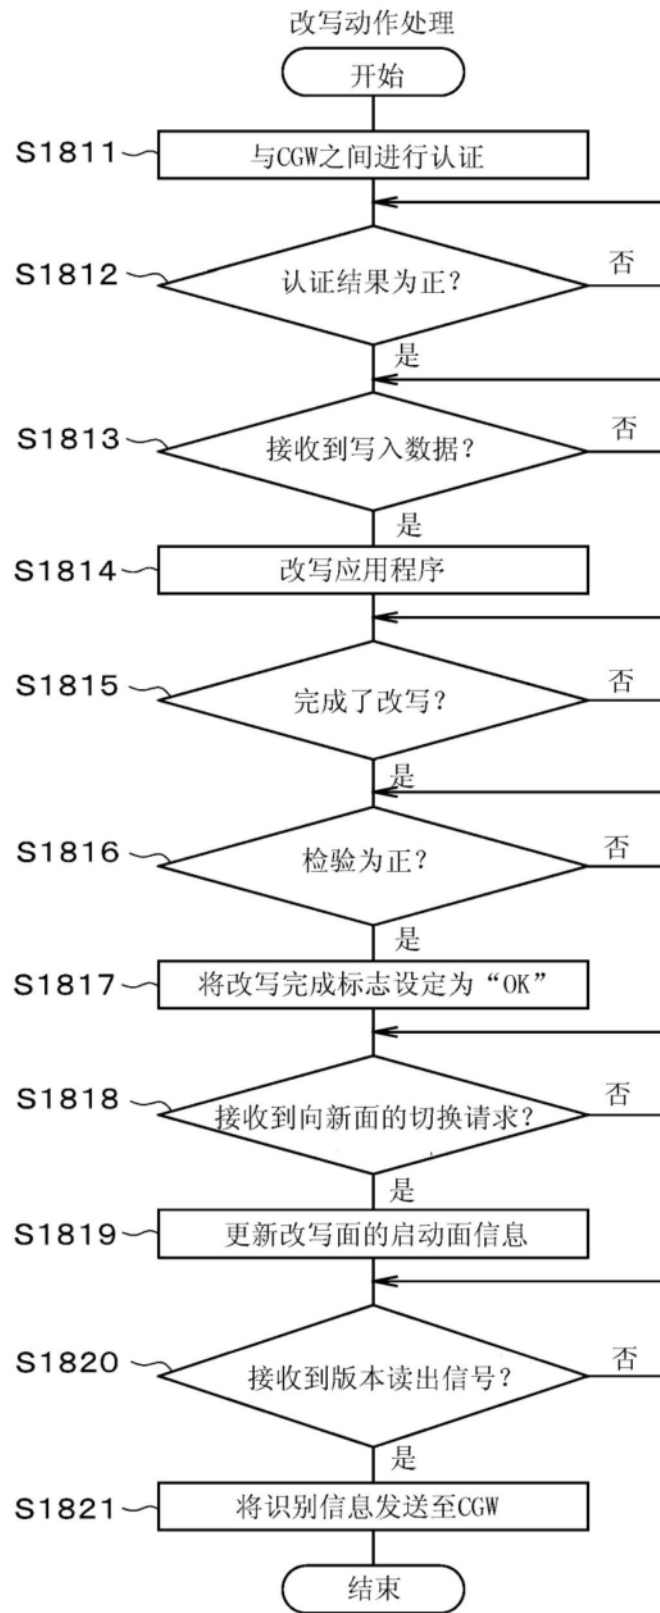 改写动作处理
开始
S1811 与CGW之间进行认证
S1812 认证结果为正? 否
是
S1813 接收到写入数据? 否
是
S1814 改写应用程序
S1815 完成了改写? 否
是
S1816 检验为正? 否
是
S1817 将改写完成标志设定为“OK”
S1818 接收到向新面的切换请求? 否
是
S1819 更新改写面的启动面信息
S1820 接收到版本读出信号? 否
是
S1821 将识别信息发送至CGW
结束